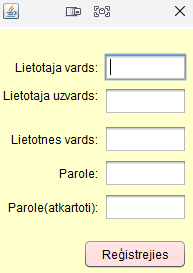 Lietotaja vards:
Lietotaja uzvards:
Lietotnes vards:
Parole:
Parole(atkartoti):
Reģistrejies